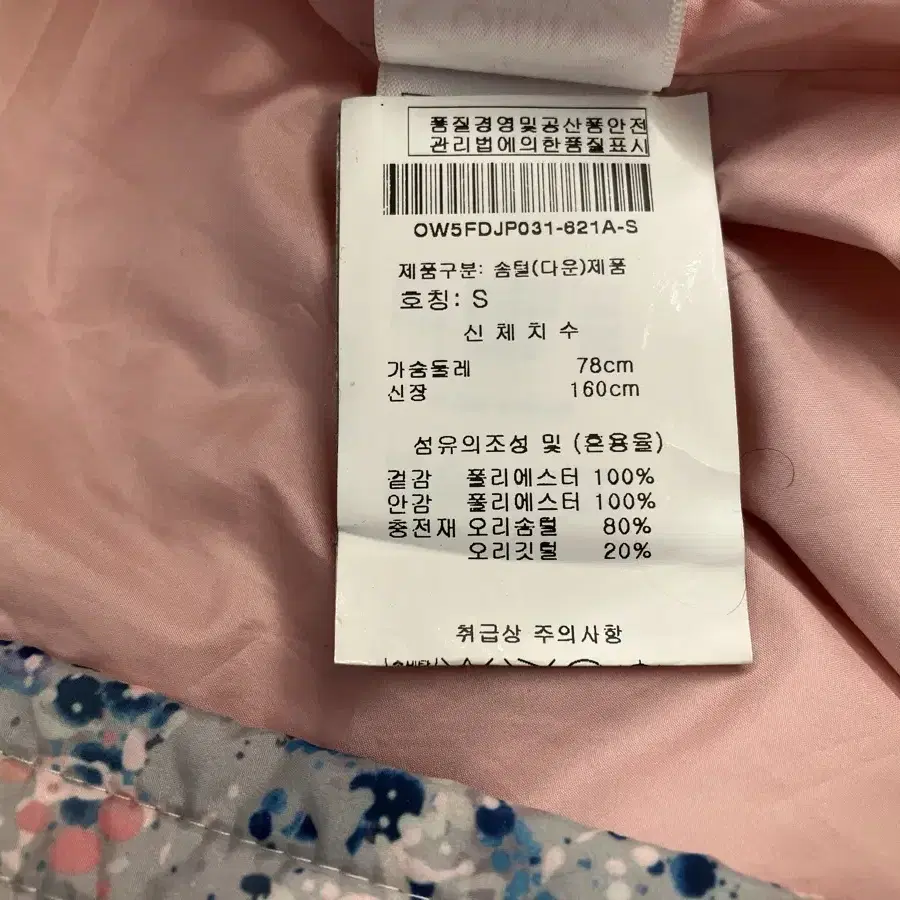 품질경영및공산품안전
관리법에의한품질표시
OW5FDJP031-621A-S
제품구분: 솜털(다운)제품
호칭: S
신체치수
가슴둘레 78cm
신장 160cm
섬유의조성 및 (혼용율)
겉감 폴리에스터 100%
안감 폴리에스터 100%
충전재 오리솜털 80%
오리깃털 20%
취급상 주의사항